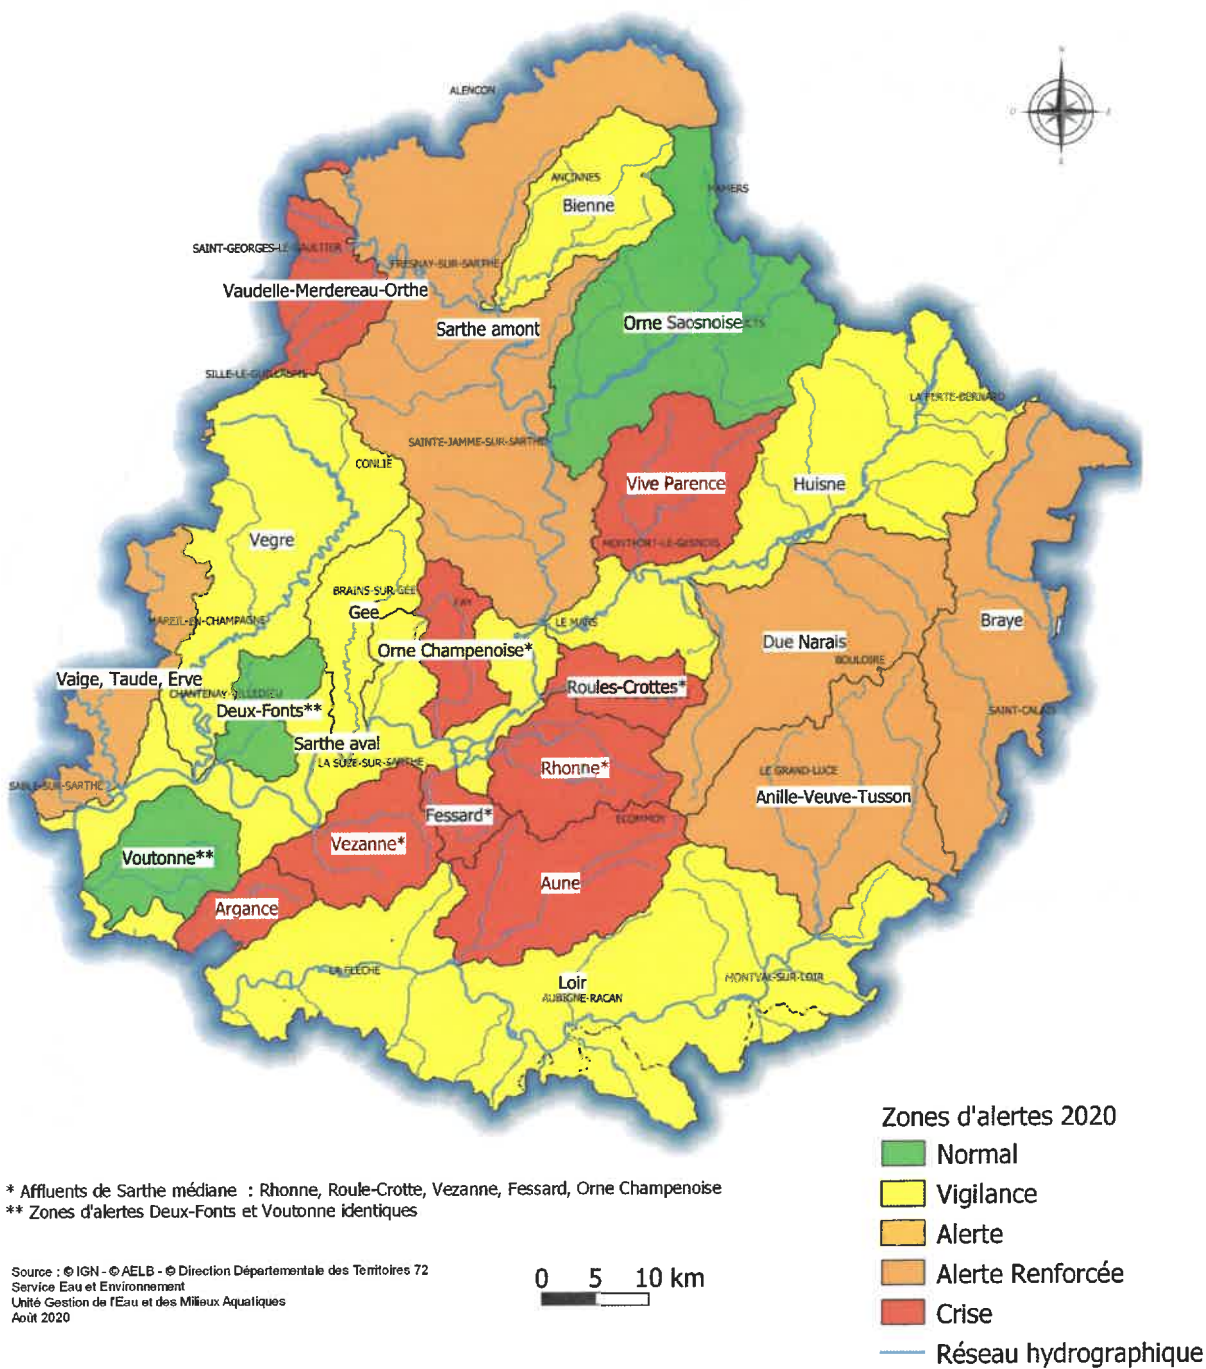 N
O
E
S
ALENCON
ANCINNES
Bienne
MAMERS
SAINT-GEORGES-LE-GAULTIER
FRESNAY-SUR-SARTHE
Vaudelle-Merdereau-Orthe
Sarthe amont
Orne Saosnoise
SILLE-LE-GUILLAUME
LA FERTE-BERNARD
SAINTE-JAMME-SUR-SARTHE
CONLIE
Vive Parence
Huisne
Vegre
MONTFORT-LE-GESNOIS
BRAINS-SUR-GEE
Gee
FAY
MAREIL-EN-CHAMPAGNE
LE MANS
Braye
Due Narais
Orne Champenoise*
BOULOIRE
Vaige, Taude, Erve
Roules-Crottes*
CHANTENAY-VILLEDIEU
Deux-Fonts**
SAINT-CALAIS
Sarthe aval
LA SUZE-SUR-SARTHE
Rhonne*
LE GRAND-LUCE
SABLE-SUR-SARTHE
Anille-Veuve-Tusson
Fessard*
ECOMMOY
Vezanne*
Voutonne**
Aune
Argance
LA FLECHE
Loir
MONTVAL-SUR-LOIR
AUBIGNE-RACAN
Zones d'alertes 2020
Normal
Vigilance
Alerte
Alerte Renforcée
Crise
Réseau hydrographique
* Affluents de Sarthe médiane : Rhonne, Roule-Crotte, Vezanne, Fessard, Orne Champenoise
** Zones d'alertes Deux-Fonts et Voutonne identiques
Source : © IGN - © AELB - © Direction Départementale des Territoires 72
Service Eau et Environnement
Unité Gestion de l'Eau et des Milieux Aquatiques
Août 2020
0 5 10 km